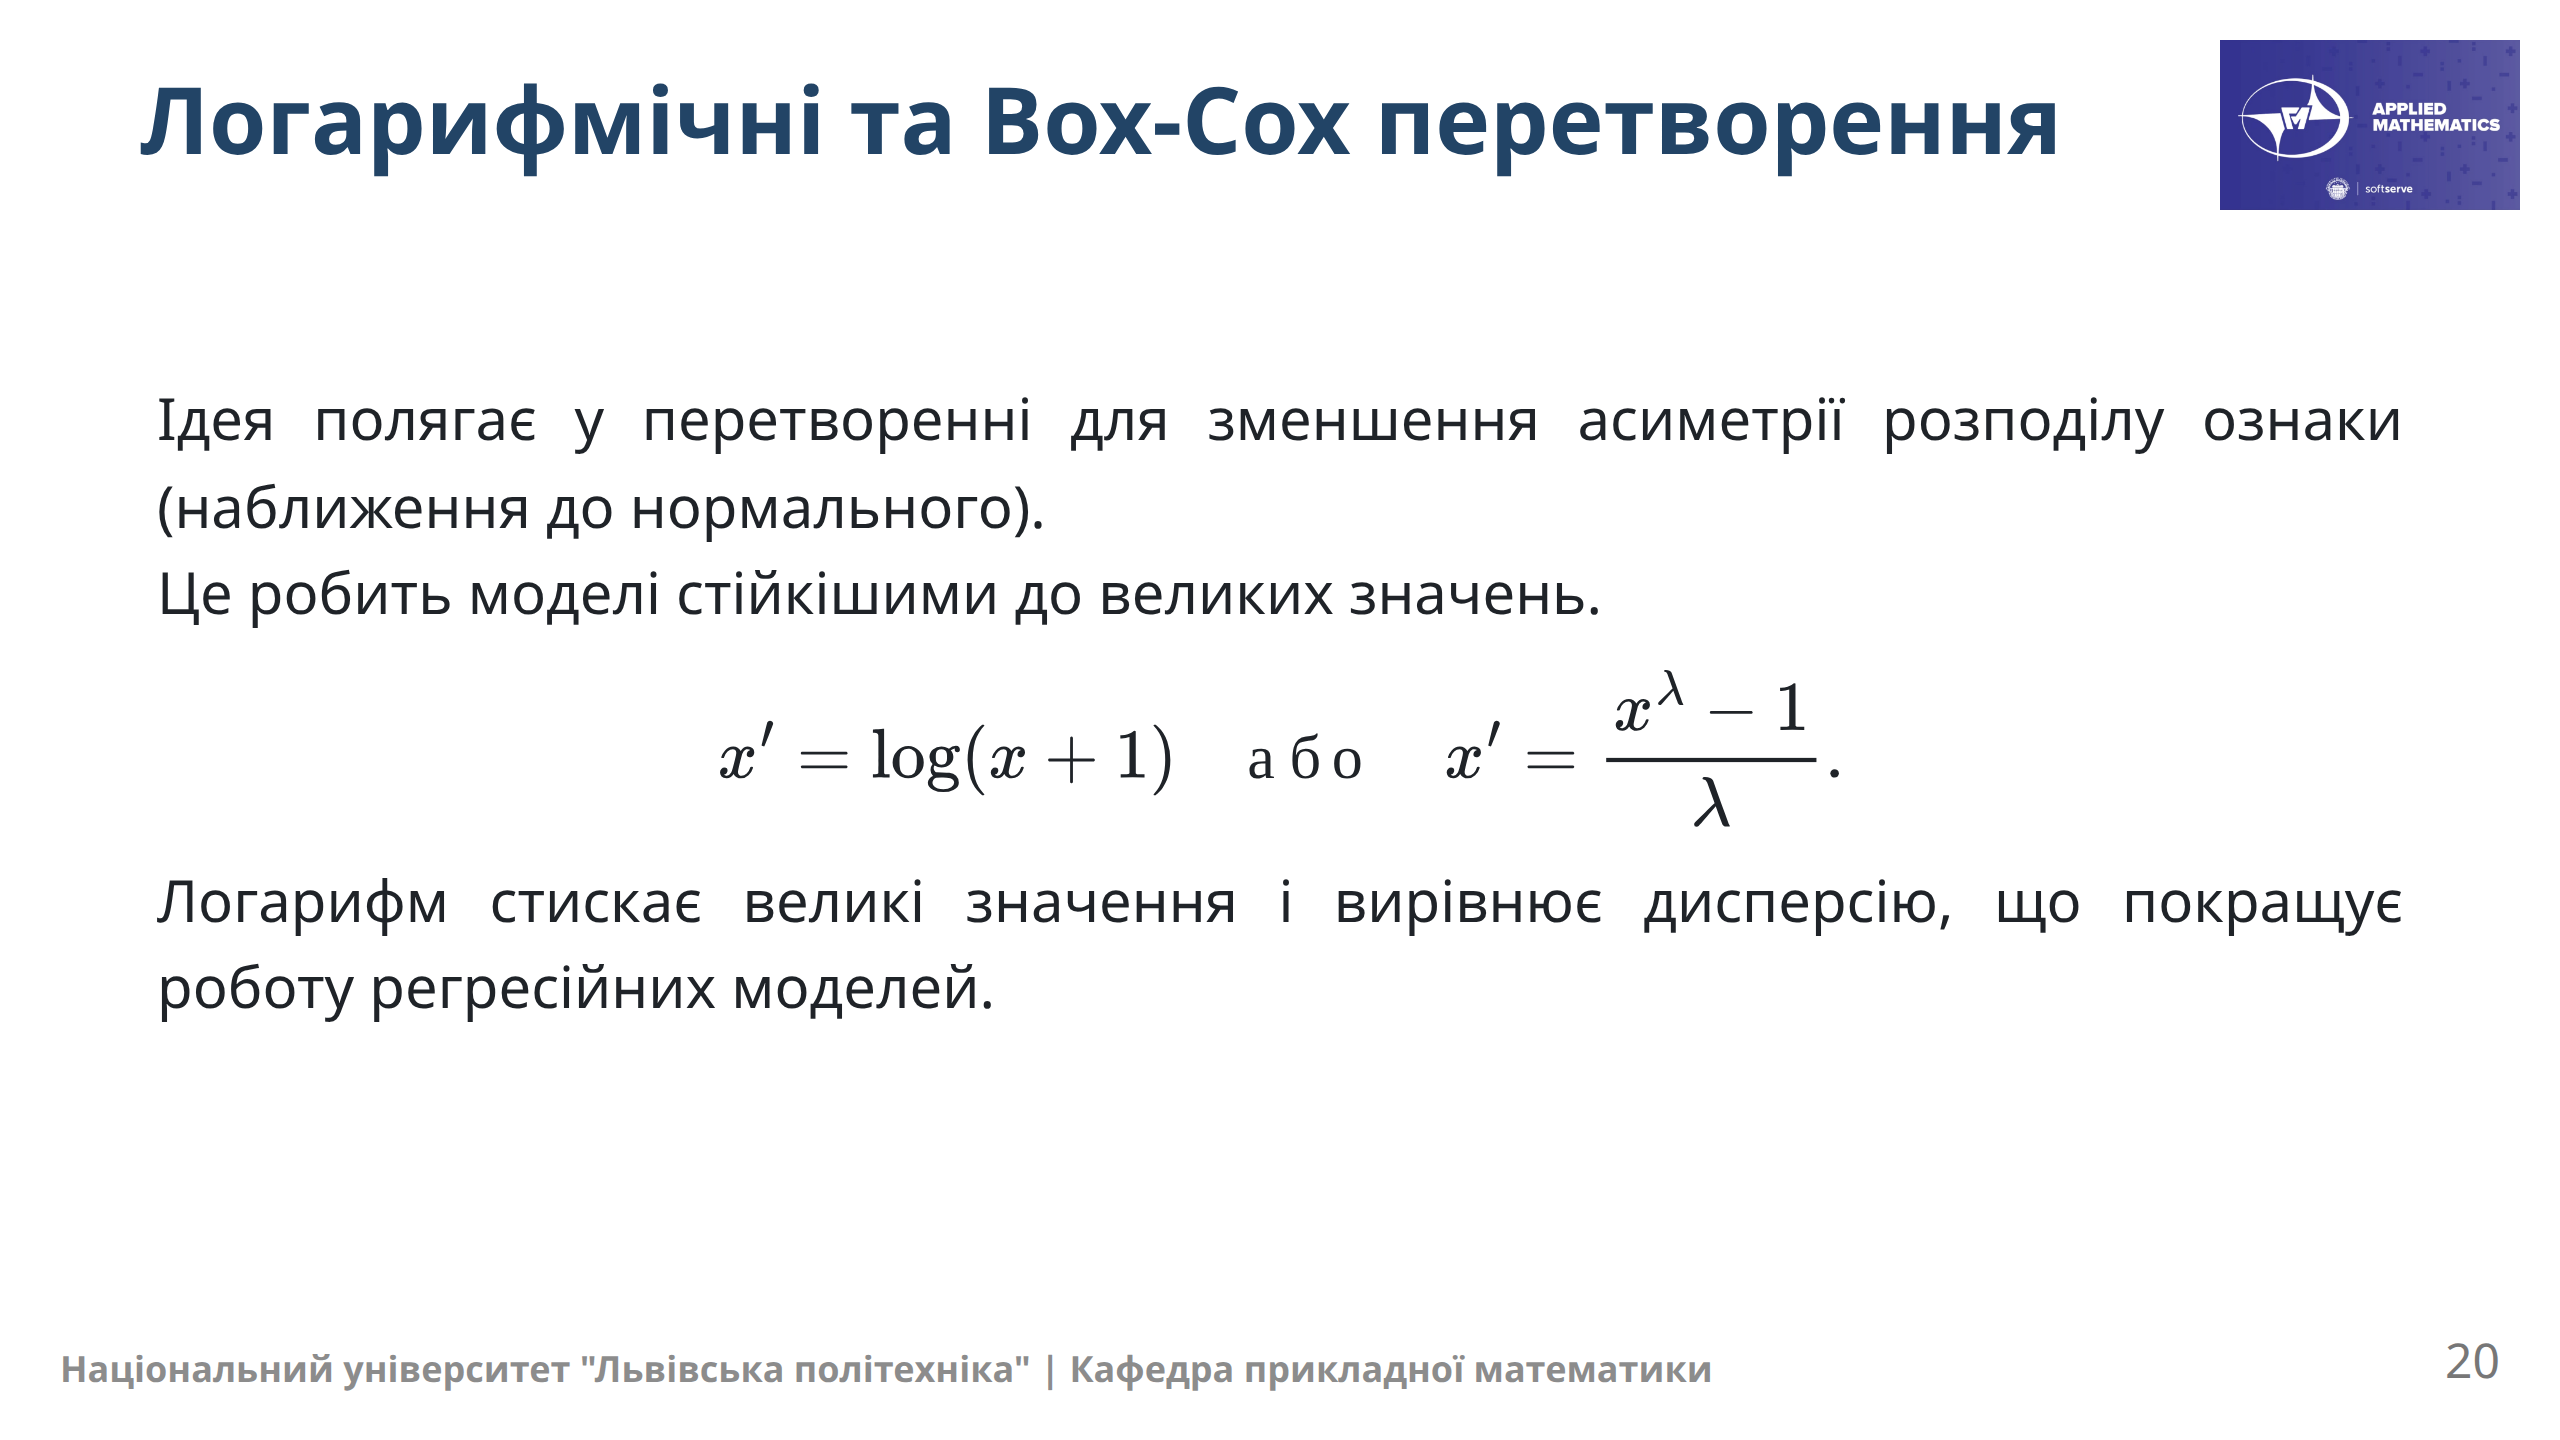 Логарифмічні та Box-Cox перетворення
APPLIED
MATHEMATICS
softserve
Ідея полягає у перетворенні для зменшення асиметрії розподілу ознаки
(наближення до нормального).
Це робить моделі стійкішими до великих значень.
x′ = log(x + 1) або x′ = (x^λ − 1)/λ.
Логарифм стискає великі значення і вирівнює дисперсію, що покращує
роботу регресійних моделей.
Національний університет "Львівська політехніка" | Кафедра прикладної математики
20